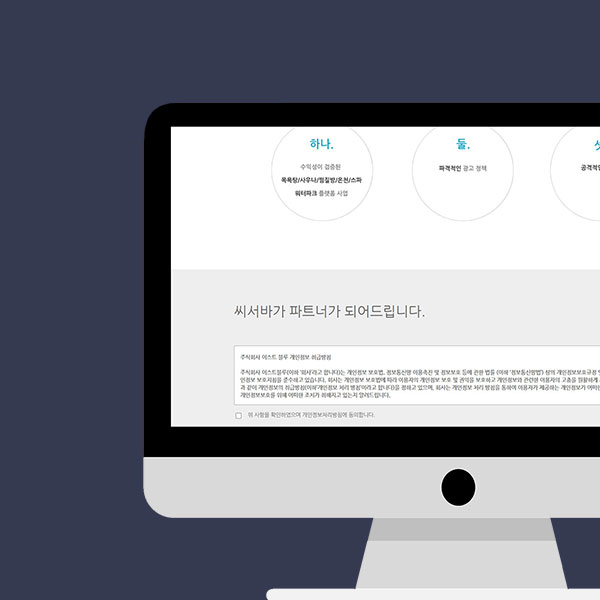 하나.
수익성이 검증된
목욕탕/사우나/찜질방/온천/스파
워터파크 플랫폼 사업
둘.
파격적인 광고 정책
공격적인
씨서바가 파트너가 되어드립니다.
주식회사 이스트 블루 개인정보 취급방침
주식회사 이스트블루(이하 '회사'라고 합니다)는 개인정보 보호법, 정보통신망 이용촉진 및 정보보호 등에 관한 법률 (이하 '정보통신망법') 상의 개인정보보호규정 및
인정보 보호지침을 준수하고 있습니다. 회사는 개인정보 보호법에 따라 이용자의 개인정보 보호 및 권익을 보호하고 개인정보와 관련한 이용자의 고충을 원활하게
과 같이 개인정보의 취급방침(이하'개인정보 처리 방침'이라고 합니다)을 정하고 있으며, 회사는 개인정보 처리 방침을 통하여 이용자가 제공하는 개인정보가 어떠한
개인정보보호를 위해 어떠한 조치가 취해지고 있는지 알려드립니다.
위 사항을 확인하였으며 개인정보처리방침에 동의합니다.